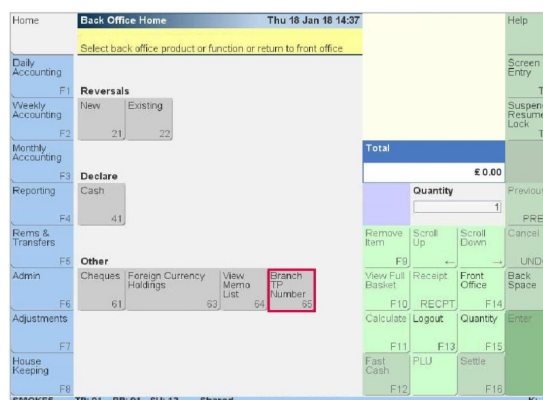 Home
Back Office Home Thu 18 Jan 18 14:37
Help
Select back office product or function or return to front office
Daily
Accounting
F1
Screen
Entry
Reversals
Weekly
Accounting
F2
New
21
Existing
22
Lock
Monthly
Accounting
F3
Total
£ 0.00
Declare
Reporting
F4
Cash
41
Quantity
1
Rems &
Transfers
F5
Remove
Item
F9
Scroll
Up
←
Scroll
Down
→
Cancel
Other
Admin
F6
Cheques
61
Foreign Currency
Holdings
63
View
Memo
List
64
Branch
TP
Number
65
View Full
Basket
F10
Receipt
RECPT
Front
Office
F14
Back
Space
Adjustments
F7
Calculate
F11
Logout
F13
Quantity
F15
Enter
House
Keeping
F8
Fast
Cash
F12
PLU
Settle
F16